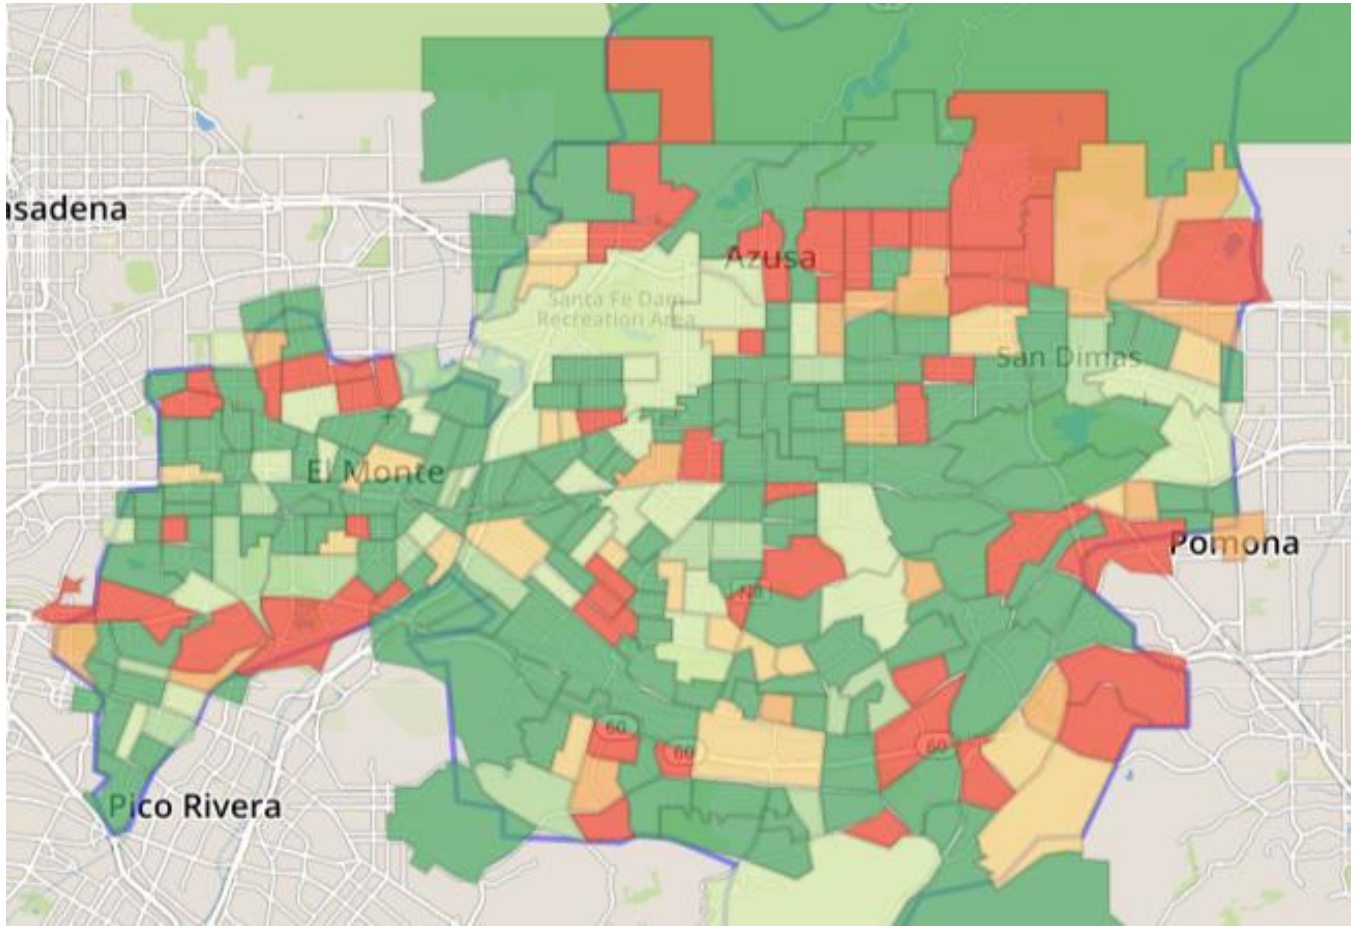 asadena
Azusa
Santa Fe Dam
Recreation Area
San Dimas
El Monte
Pomona
60
60
60
Pico Rivera